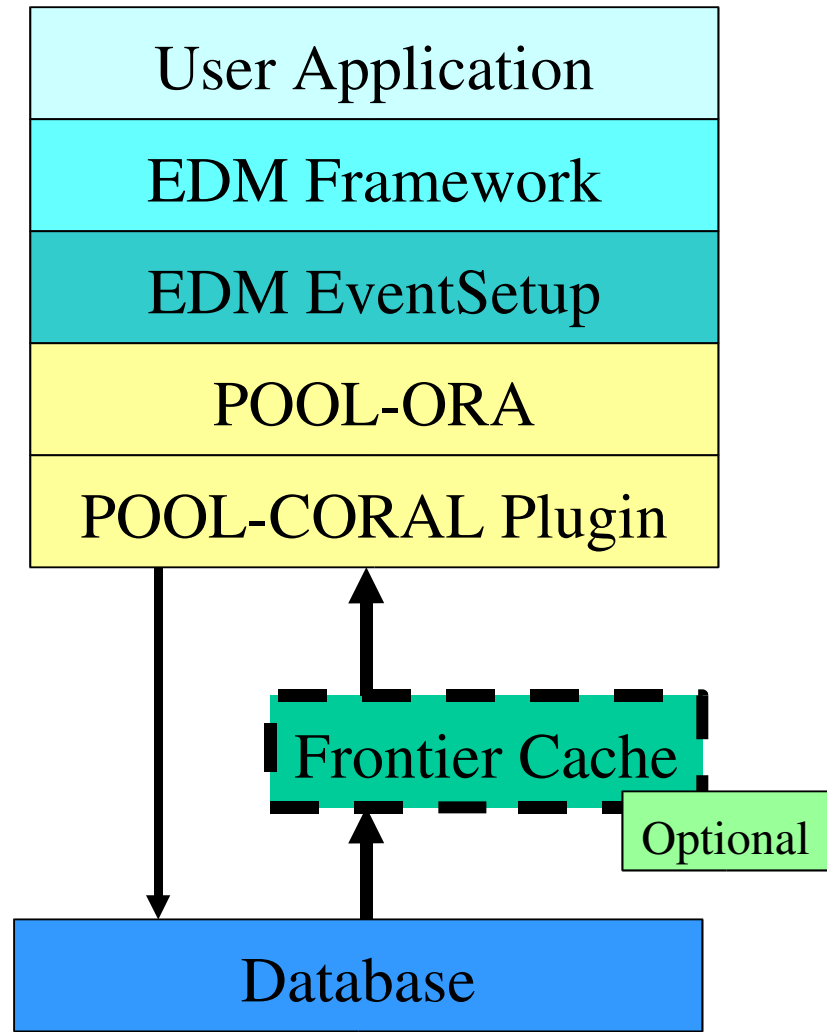 User Application
EDM Framework
EDM EventSetup
POOL-ORA
POOL-CORAL Plugin
Frontier Cache
Optional
Database